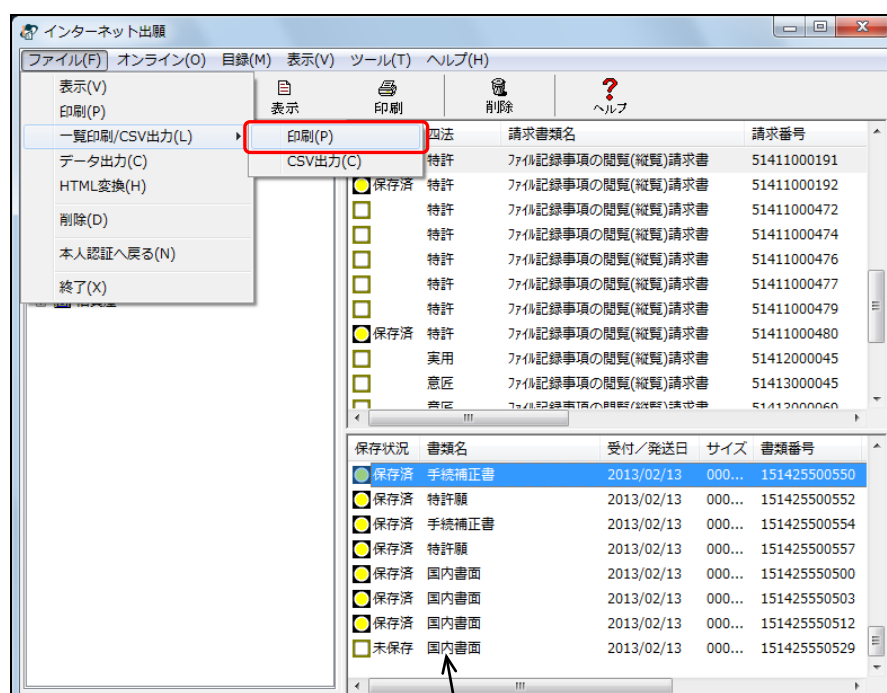 インターネット出願
ファイル(F) オンライン(O) 目録(M) 表示(V) ツール(T) ヘルプ(H)
表示(V)
印刷(P)
一覧印刷/CSV出力(L)
データ出力(C)
HTML変換(H)
削除(D)
本人認証へ戻る(N)
終了(X)
印刷(P)
CSV出力(C)
表示 印刷 削除 ヘルプ
四法 請求書類名 請求番号
特許 ファイル記録事項の閲覧(縦覧)請求書 51411000191
保存済 特許 ファイル記録事項の閲覧(縦覧)請求書 51411000192
特許 ファイル記録事項の閲覧(縦覧)請求書 51411000472
特許 ファイル記録事項の閲覧(縦覧)請求書 51411000474
特許 ファイル記録事項の閲覧(縦覧)請求書 51411000476
特許 ファイル記録事項の閲覧(縦覧)請求書 51411000477
特許 ファイル記録事項の閲覧(縦覧)請求書 51411000479
保存済 特許 ファイル記録事項の閲覧(縦覧)請求書 51411000480
実用 ファイル記録事項の閲覧(縦覧)請求書 51412000045
意匠 ファイル記録事項の閲覧(縦覧)請求書 51413000045
意匠 ファイル記録事項の閲覧(縦覧)請求書 51413000060
保存状況 書類名 受付/発送日 サイズ 書類番号
保存済 手続補正書 2013/02/13 000... 151425500550
保存済 特許願 2013/02/13 000... 151425500552
保存済 手続補正書 2013/02/13 000... 151425500554
保存済 特許願 2013/02/13 000... 151425500557
保存済 国内書面 2013/02/13 000... 151425550500
保存済 国内書面 2013/02/13 000... 151425550503
保存済 国内書面 2013/02/13 000... 151425550512
未保存 国内書面 2013/02/13 000... 151425550529